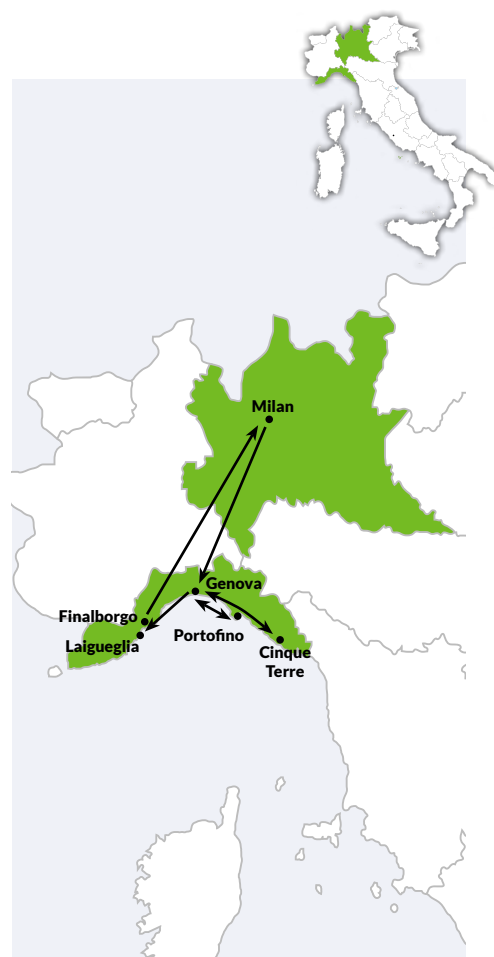 Milan
Genova
Finalborgo
Portofino
Laigueglia
Cinque
Terre